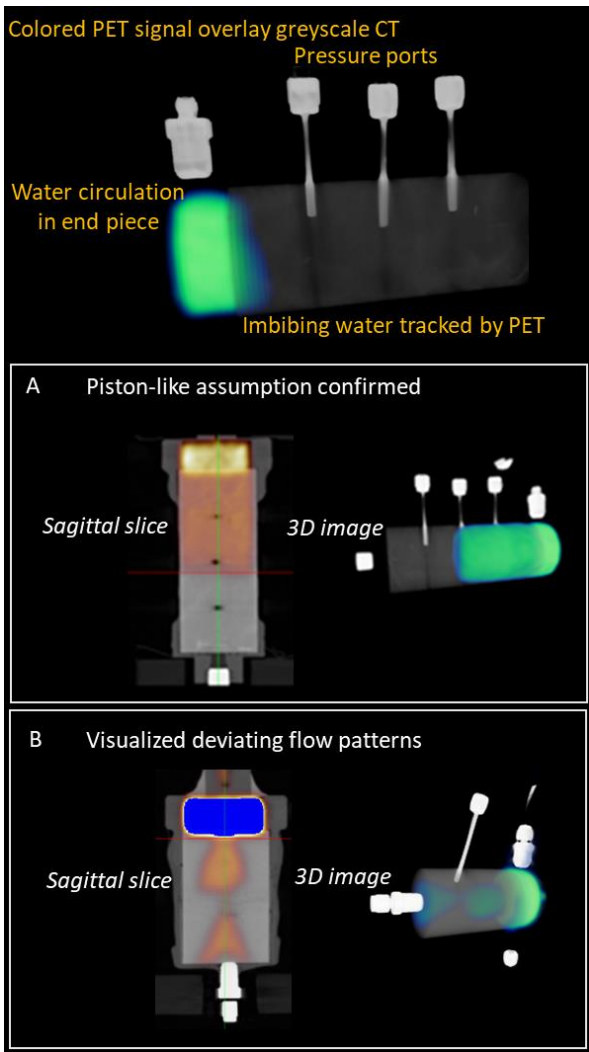 Colored PET signal overlay greyscale CT
Pressure ports
Water circulation
in end piece
Imbibing water tracked by PET
A Piston-like assumption confirmed
Sagittal slice
3D image
B Visualized deviating flow patterns
Sagittal slice
3D image